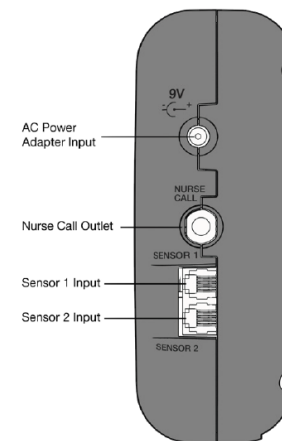 9V
- +
AC Power
Adapter Input
NURSE
CALL
Nurse Call Outlet
SENSOR 1
Sensor 1 Input
Sensor 2 Input
SENSOR 2